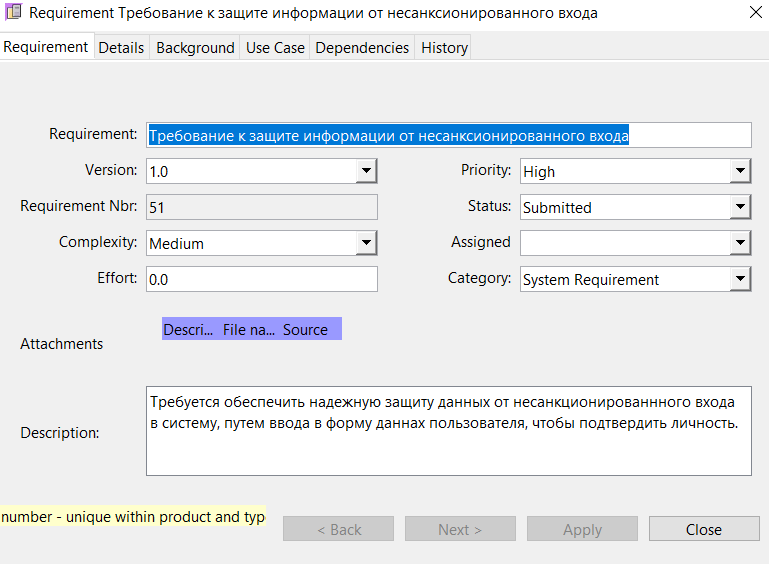 Requirement Требование к защите информации от несанксионированного входа
Requirement Details Background Use Case Dependencies History
Requirement: Требование к защите информации от несанксионированного входа
Version: 1.0 Priority: High
Requirement Nbr: 51 Status: Submitted
Complexity: Medium Assigned
Effort: 0.0 Category: System Requirement
Descri... File na... Source
Attachments
Требуется обеспечить надежную защиту данных от несанкционированнного входа
в систему, путем ввода в форму даннах пользователя, чтобы подтвердить личность.
Description:
number - unique within product and typ
< Back Next > Apply Close